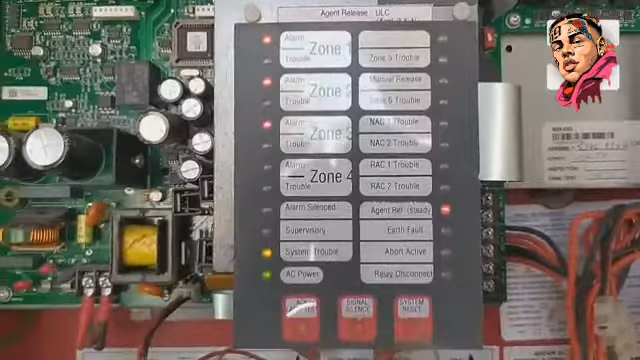 Agent Release - ULC
Alarm
Zone 1
Trouble
Zone 5 Trouble
Alarm
Zone 2
Trouble
Manual Release
Zone 6 Trouble
Alarm
Zone 3
Trouble
NAC 1 Trouble
NAC 2 Trouble
Alarm
Zone 4
Trouble
RAC 1 Trouble
RAC 2 Trouble
Alarm Silenced
Agent Rel (steady
Supervisory
Earth Fault
System Trouble
Abort Active
AC Power
Relay Disconnect
SIGNAL
SILENCE
SYSTEM
RESET